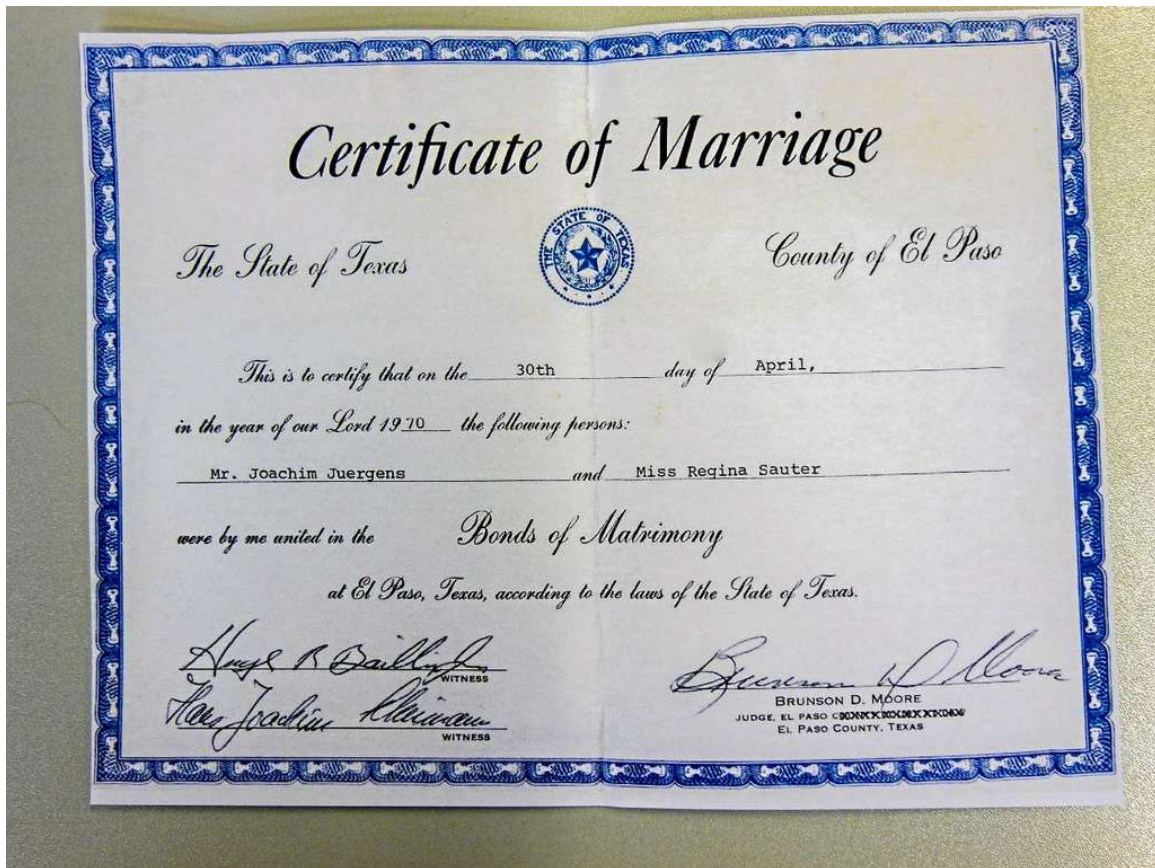 Certificate of Marriage
THE STATE OF TEXAS
The State of Texas
County of El Paso
This is to certify that on the 30th day of April,
in the year of our Lord 1970 the following persons:
Mr. Joachim Juergens and Miss Regina Sauter
were by me united in the Bonds of Matrimony
at El Paso, Texas, according to the laws of the State of Texas.
WITNESS
Joachim
WITNESS
Brunson D Moore
BRUNSON D. MOORE
JUDGE, EL PASO
EL PASO COUNTY, TEXAS